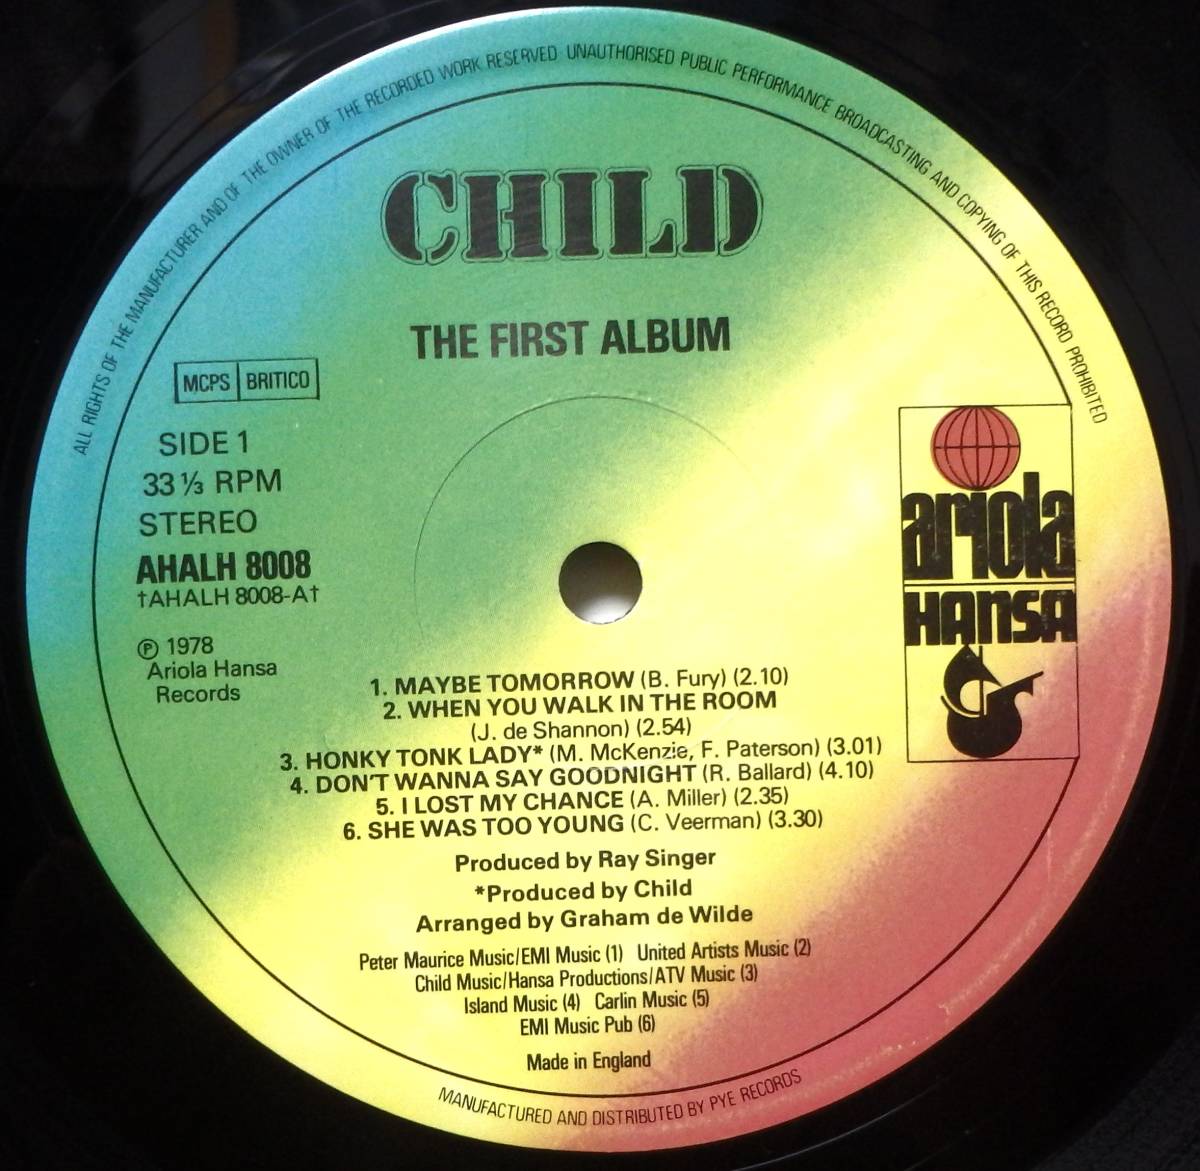 ALL RIGHTS OF THE MANUFACTURER AND OF THE OWNER OF THE RECORDED WORK RESERVED UNAUTHORISED PUBLIC PERFORMANCE BROADCASTING AND COPYING OF THIS RECORD PROHIBITED
CHILD
THE FIRST ALBUM
MCPS BRITICO
SIDE 1
33 ⅓ RPM
STEREO
AHALH 8008
†AHALH 8008-A†
℗ 1978
Ariola Hansa
Records
ariola
HANSA
1. MAYBE TOMORROW (B. Fury) (2.10)
2. WHEN YOU WALK IN THE ROOM
(J. de Shannon) (2.54)
3. HONKY TONK LADY* (M. McKenzie, F. Paterson) (3.01)
4. DON'T WANNA SAY GOODNIGHT (R. Ballard) (4.10)
5. I LOST MY CHANCE (A. Miller) (2.35)
6. SHE WAS TOO YOUNG (C. Veerman) (3.30)
Produced by Ray Singer
*Produced by Child
Arranged by Graham de Wilde
Peter Maurice Music/EMI Music (1) United Artists Music (2)
Child Music/Hansa Productions/ATV Music (3)
Island Music (4) Carlin Music (5)
EMI Music Pub (6)
Made in England
MANUFACTURED AND DISTRIBUTED BY PYE RECORDS